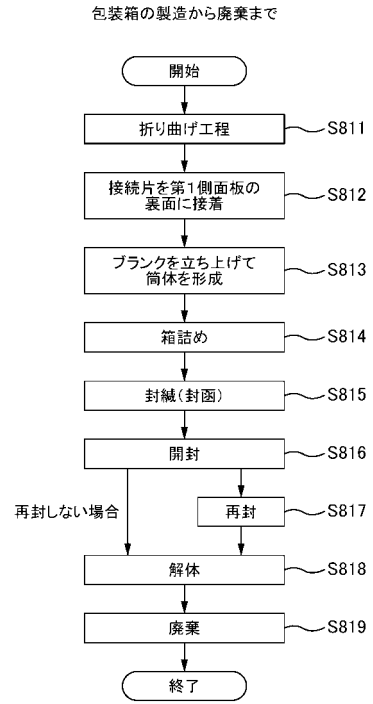 包装箱の製造から廃棄まで
開始
折り曲げ工程
S811
接続片を第1側面板の
裏面に接着
S812
ブランクを立ち上げて
筒体を形成
S813
箱詰め
S814
封緘(封函)
S815
開封
S816
再封しない場合
再封
S817
解体
S818
廃棄
S819
終了